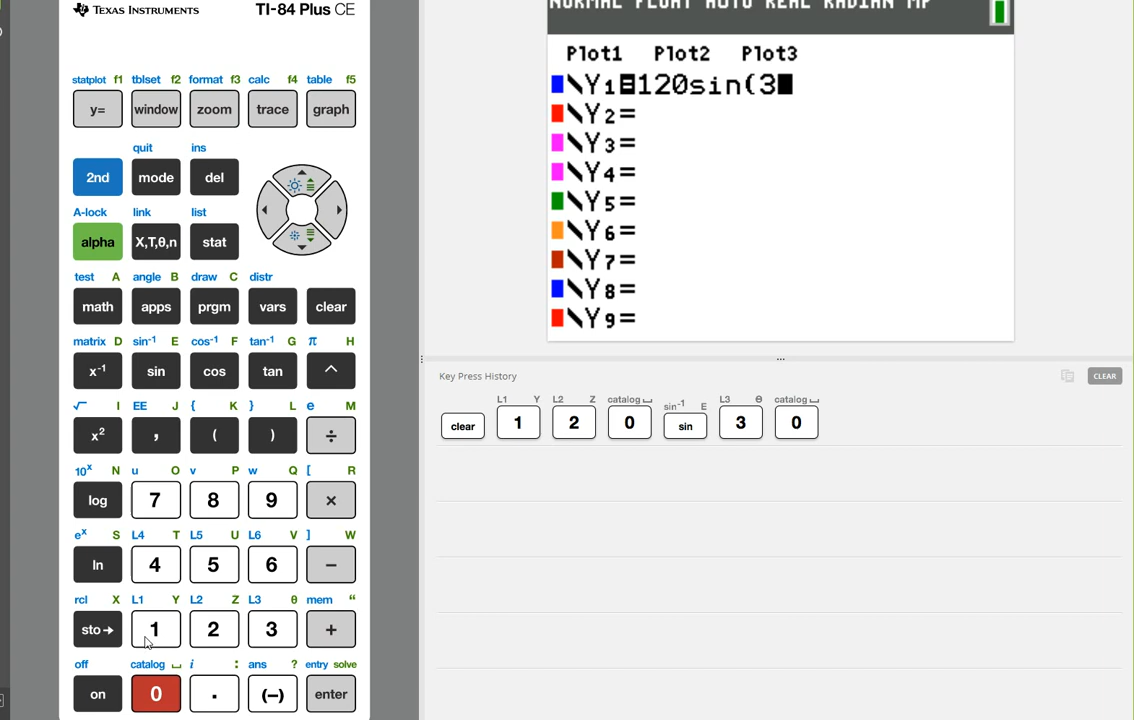 TEXAS INSTRUMENTS TI-84 Plus CE
statplot f1 tblset f2 format f3 calc f4 table f5
y= window zoom trace graph
quit ins
2nd mode del
A-lock link list
alpha X,T,θ,n stat
test A angle B draw C distr
math apps prgm vars clear
matrix D sin⁻¹ E cos⁻¹ F tan⁻¹ G π H
x⁻¹ sin cos tan ^
√ I EE J { K } L e M
x² , ( ) ÷
10ˣ N u O v P w Q [ R
log 7 8 9 ×
eˣ S L4 T L5 U L6 V ] W
ln 4 5 6 −
rcl X L1 Y L2 Z L3 θ mem “
sto→ 1 2 3 +
off catalog ⎵ i : ans ? entry solve
on 0 . (−) enter
NORMAL FLOAT AUTO REAL RADIAN MP
Plot1 Plot2 Plot3
\Y1=120sin(3
\Y2=
\Y3=
\Y4=
\Y5=
\Y6=
\Y7=
\Y8=
\Y9=
Key Press History
CLEAR
L1 Y L2 Z catalog ⎵ sin⁻¹ E L3 θ catalog ⎵
clear 1 2 0 sin 3 0